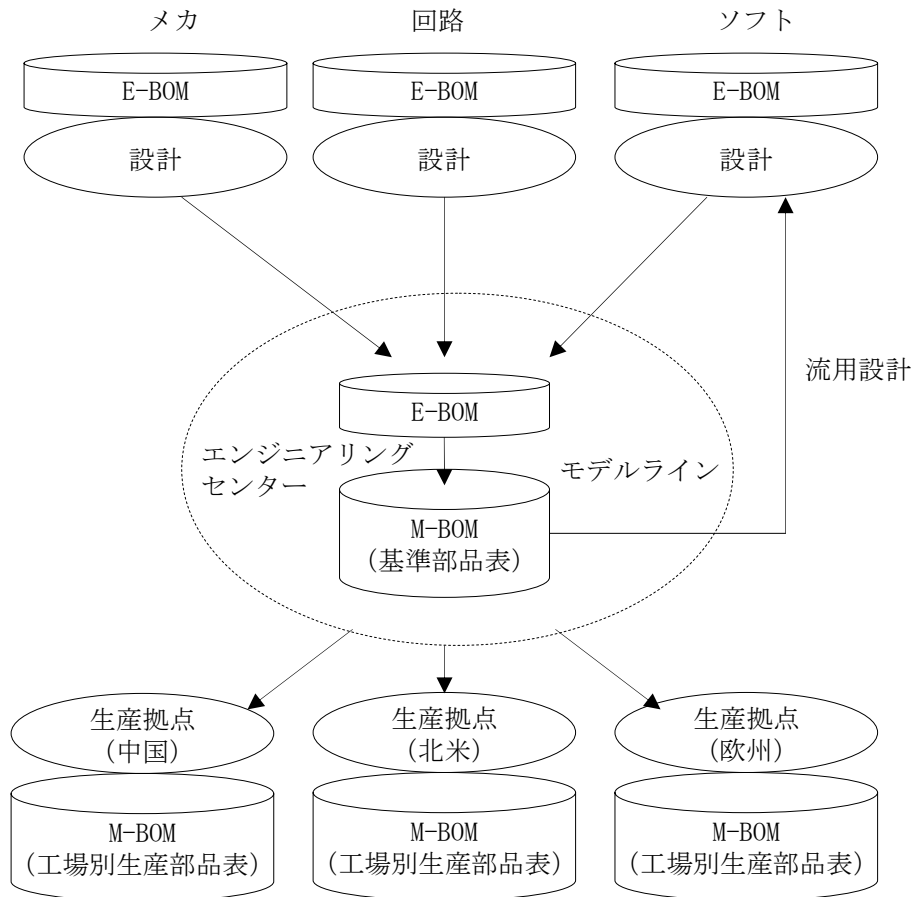 メカ
回路
ソフト
E-BOM
E-BOM
E-BOM
設計
設計
設計
流用設計
E-BOM
エンジニアリング
センター
モデルライン
M-BOM
(基準部品表)
生産拠点
(中国)
生産拠点
(北米)
生産拠点
(欧州)
M-BOM
(工場別生産部品表)
M-BOM
(工場別生産部品表)
M-BOM
(工場別生産部品表)